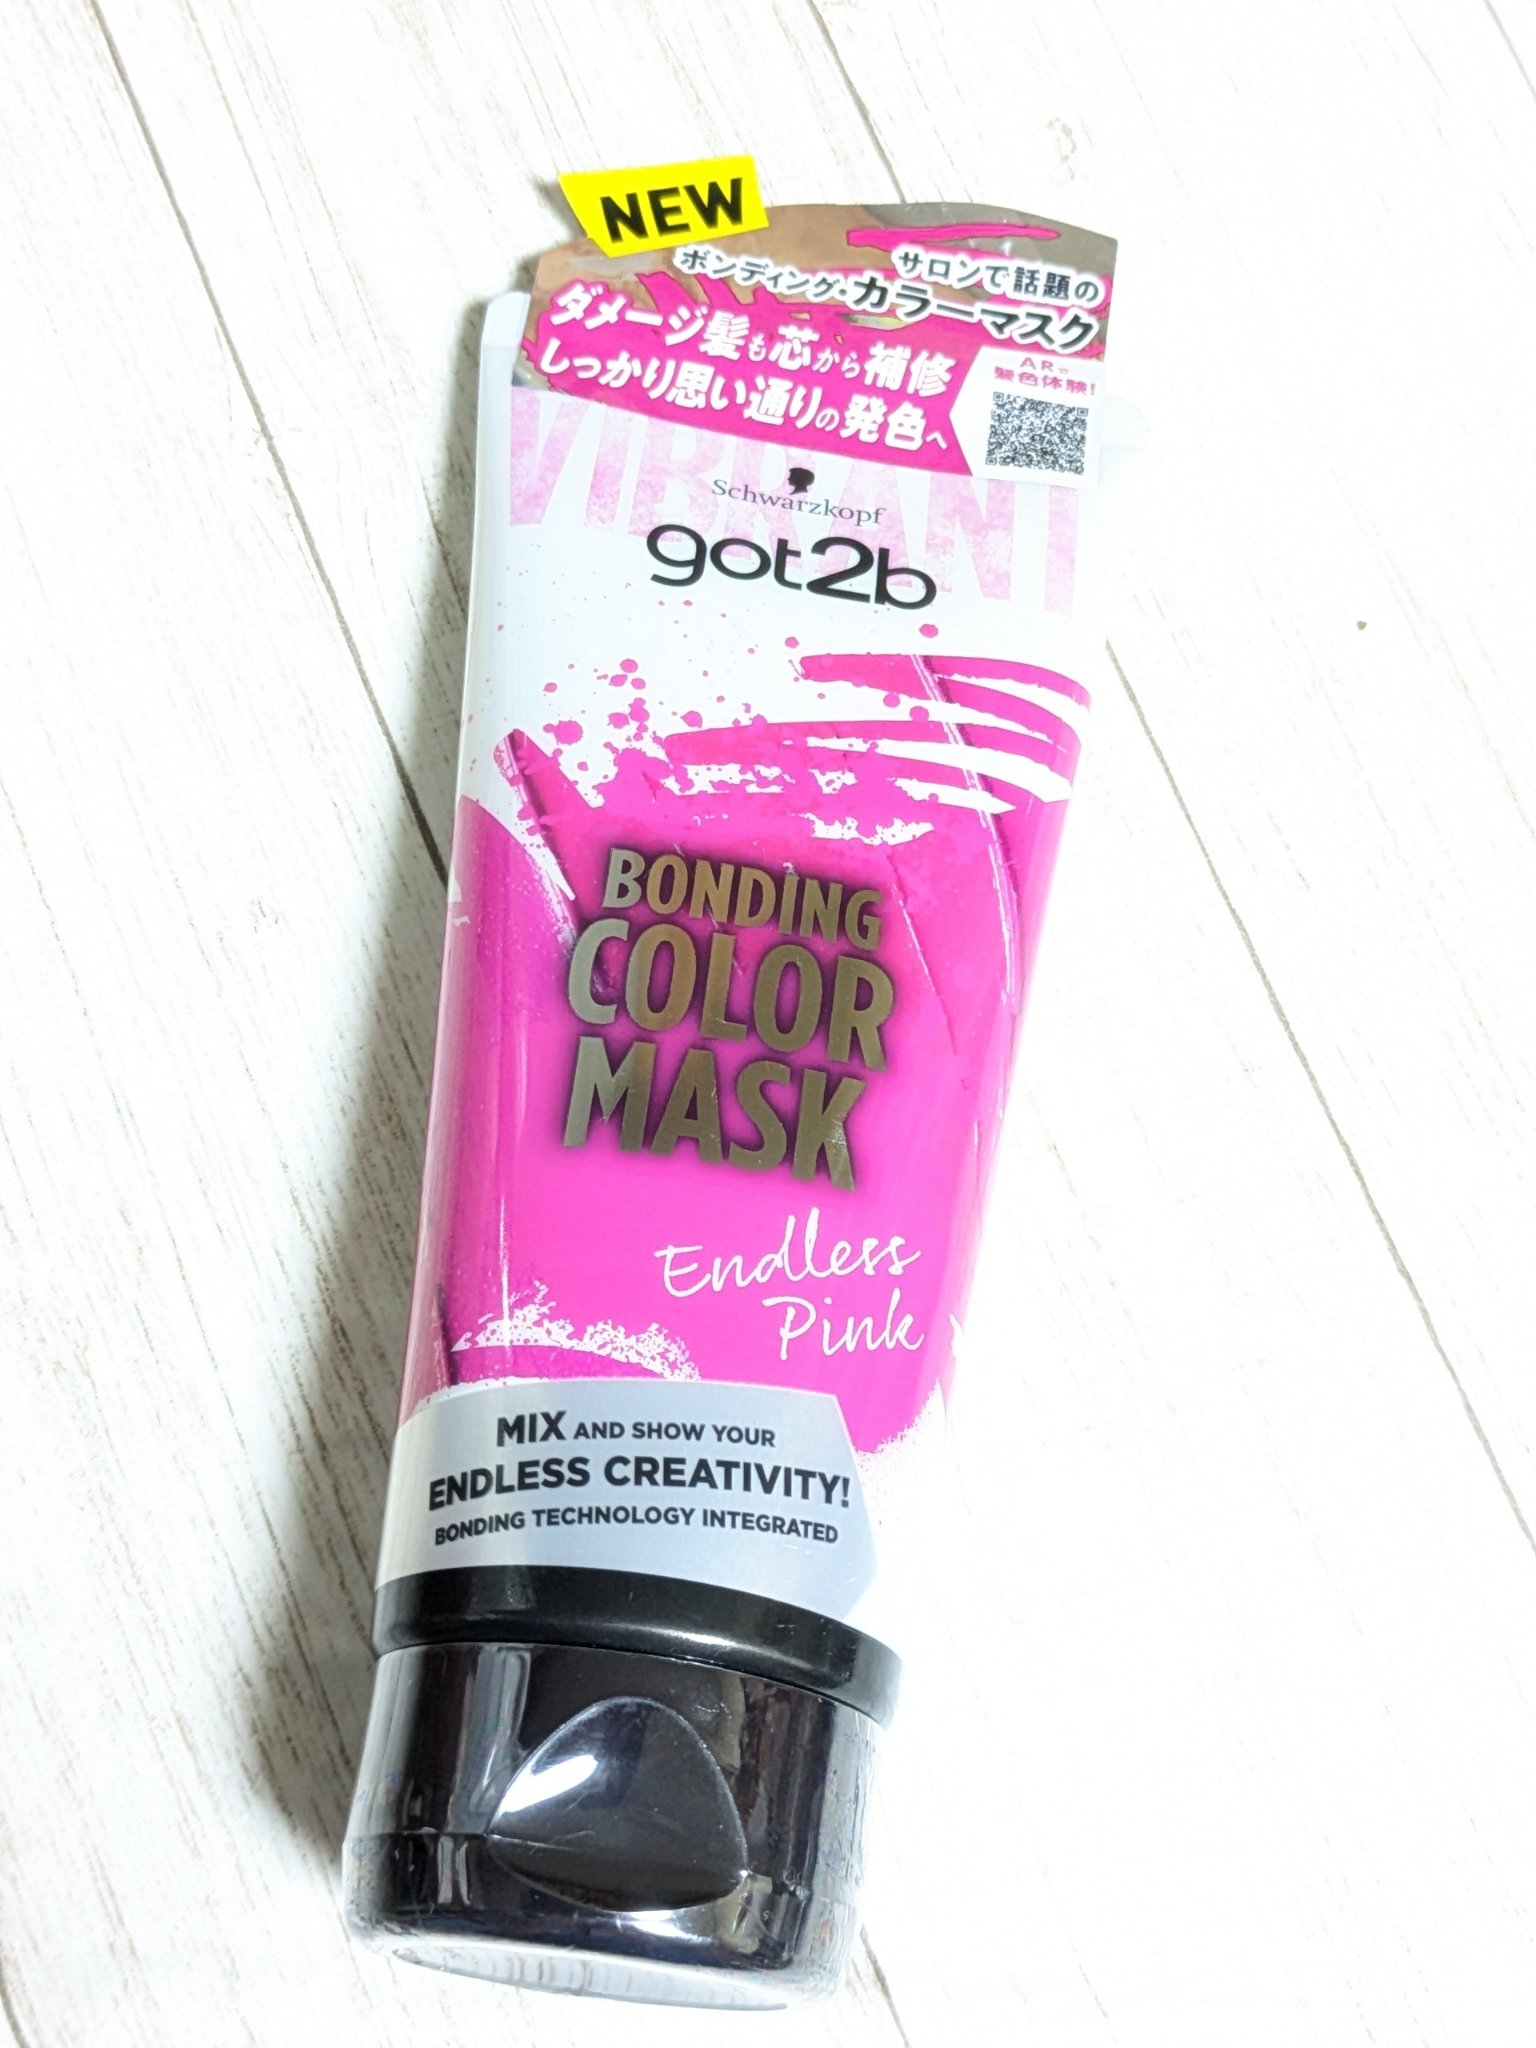 NEW
サロンで話題の
ボンディング・カラーマスク
ダメージ髪も芯から補修
しっかり思い通りの発色へ
ARで
髪色体験!
VIBRANT
Schwarzkopf
got2b
BONDING
COLOR
MASK
Endless
Pink
MIX AND SHOW YOUR
ENDLESS CREATIVITY!
BONDING TECHNOLOGY INTEGRATED